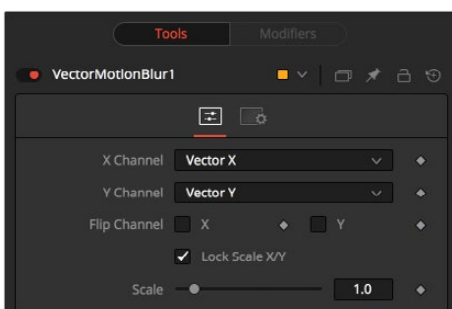 Tools Modifiers
VectorMotionBlur1
X Channel Vector X
Y Channel Vector Y
Flip Channel X Y
Lock Scale X/Y
Scale 1.0